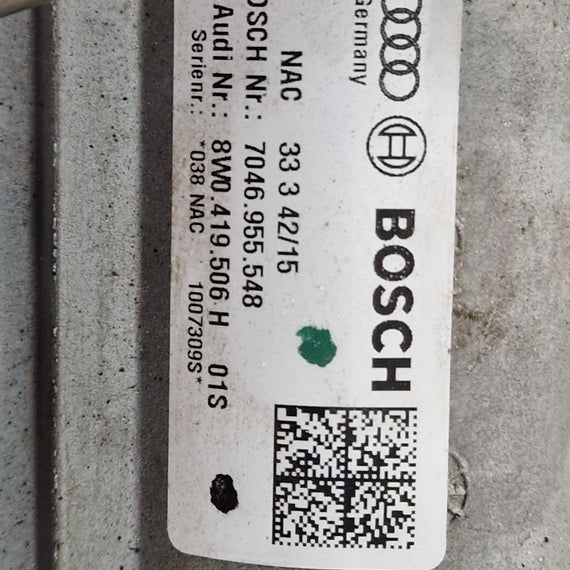 Germany
BOSCH
NAC 33 3 42/15
OSCH Nr.: 7046.955.548
Audi Nr.: 8W0.419.506 H 01S
Serienr.: *038 NAC 1007309S*